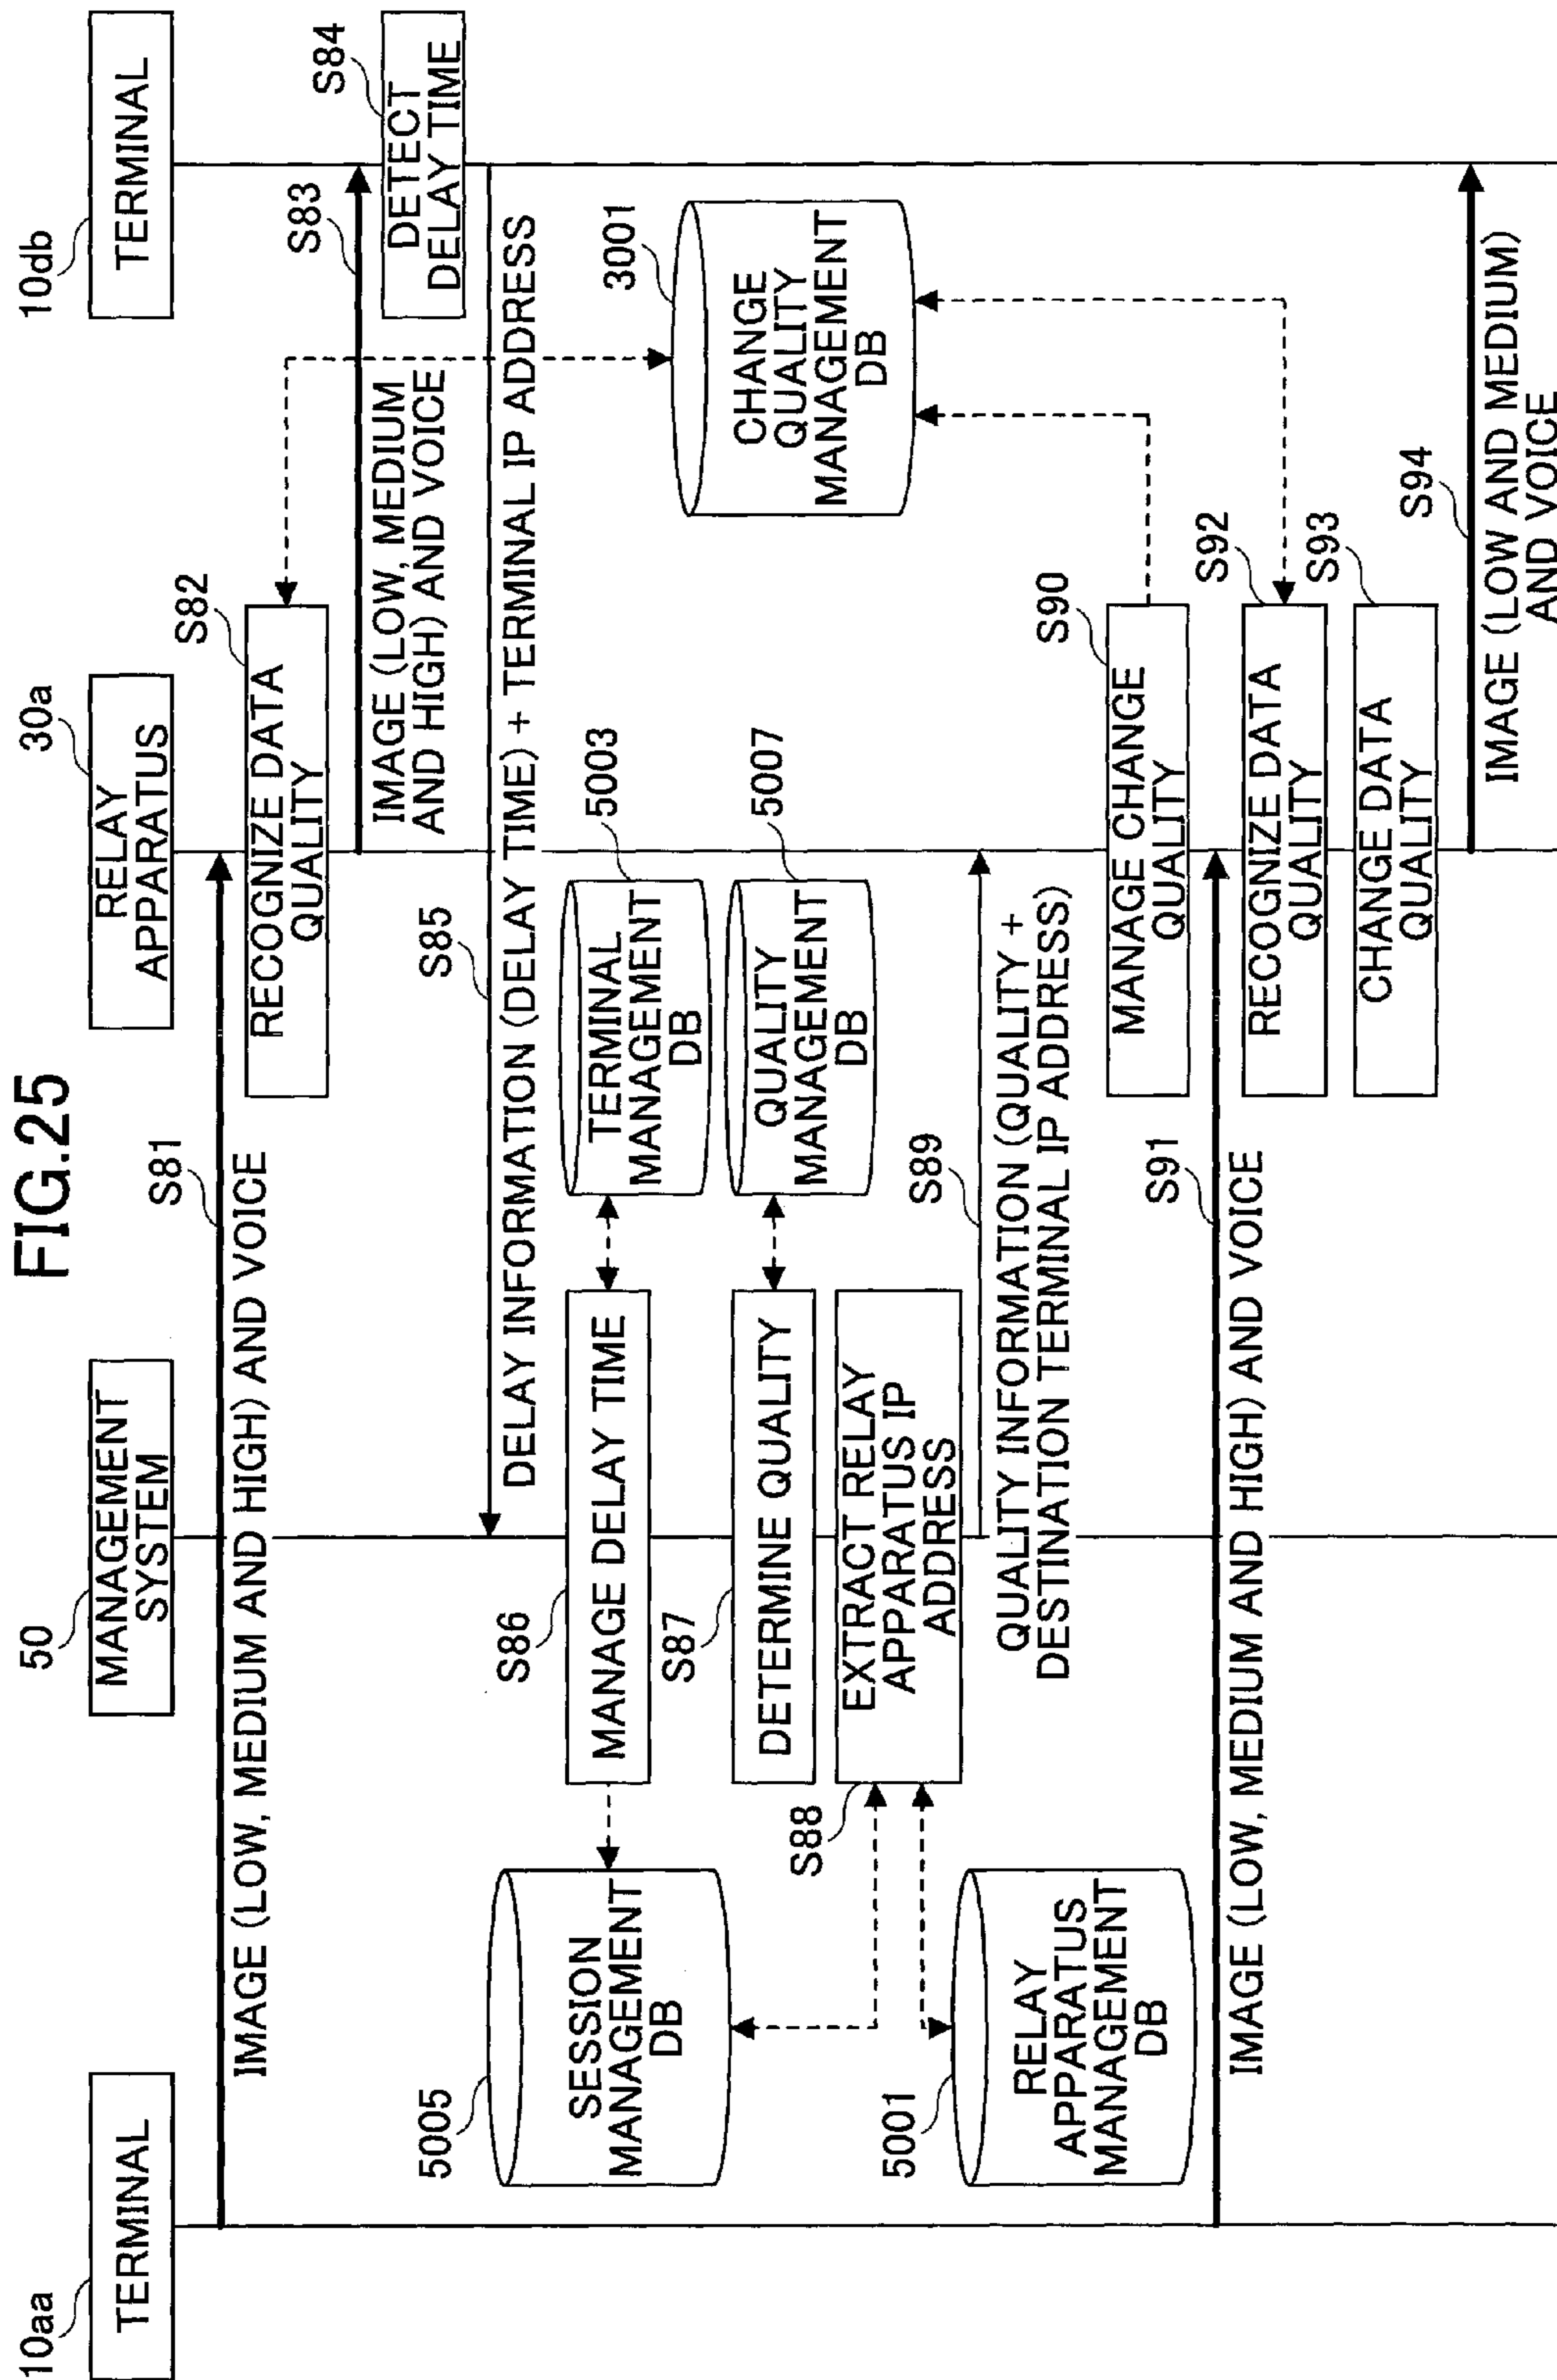 FIG.25
10aa
TERMINAL
50
MANAGEMENT
SYSTEM
30a
RELAY
APPARATUS
10db
TERMINAL
S81
IMAGE (LOW, MEDIUM AND HIGH) AND VOICE
S82
RECOGNIZE DATA
QUALITY
S83
IMAGE (LOW, MEDIUM
AND HIGH) AND VOICE
S84
DETECT
DELAY TIME
S85
DELAY INFORMATION (DELAY TIME) + TERMINAL IP ADDRESS
5005
SESSION
MANAGEMENT
DB
S86
MANAGE DELAY TIME
TERMINAL
MANAGEMENT
DB
5003
3001
CHANGE
QUALITY
MANAGEMENT
DB
S87
DETERMINE QUALITY
QUALITY
MANAGEMENT
DB
5007
S88
EXTRACT RELAY
APPARATUS IP
ADDRESS
5001
RELAY
APPARATUS
MANAGEMENT
DB
S89
QUALITY INFORMATION (QUALITY +
DESTINATION TERMINAL IP ADDRESS)
S90
MANAGE CHANGE
QUALITY
S91
IMAGE (LOW, MEDIUM AND HIGH) AND VOICE
S92
RECOGNIZE DATA
QUALITY
S93
CHANGE DATA
QUALITY
S94
IMAGE (LOW AND MEDIUM)
AND VOICE